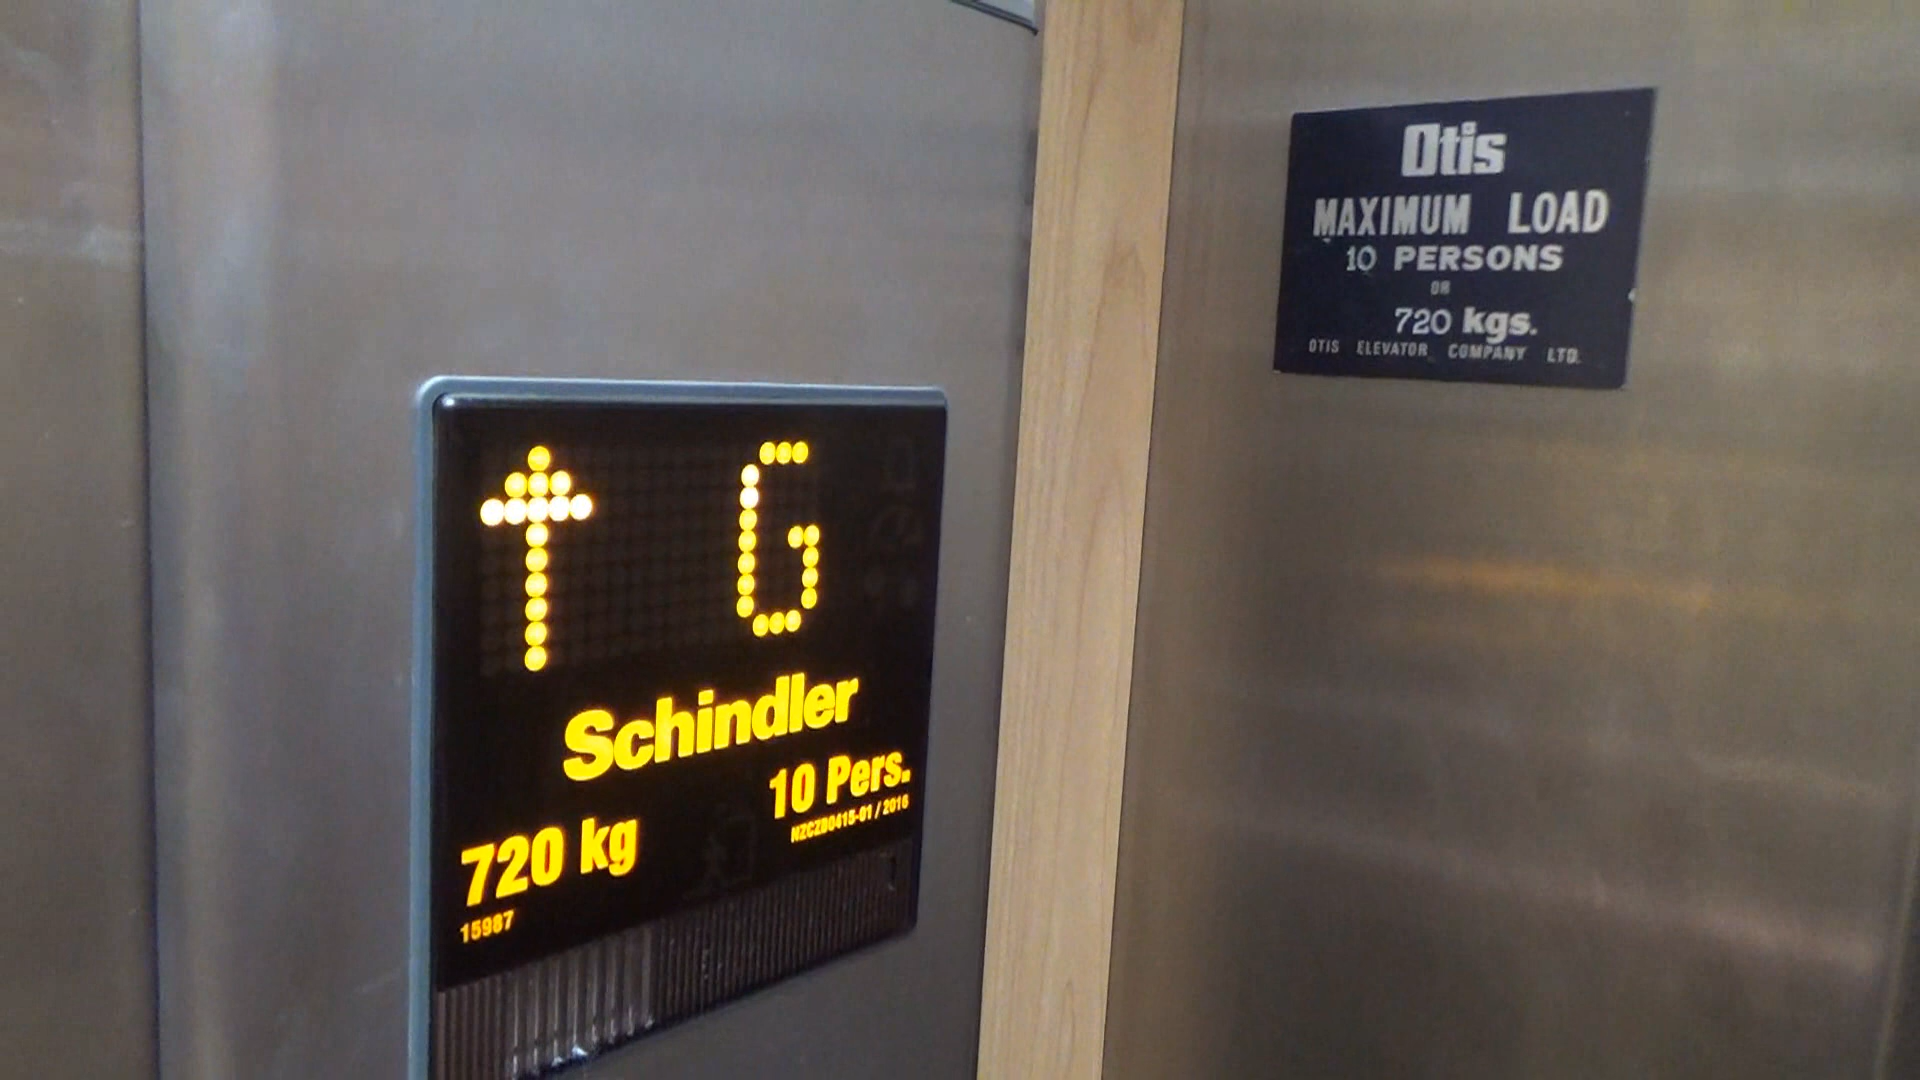 ↑ G
Schindler
10 Pers.
NZCZB0415-01 / 2016
720 kg
15987
Otis
MAXIMUM LOAD
10 PERSONS
OR
720 kgs.
OTIS ELEVATOR COMPANY LTD.